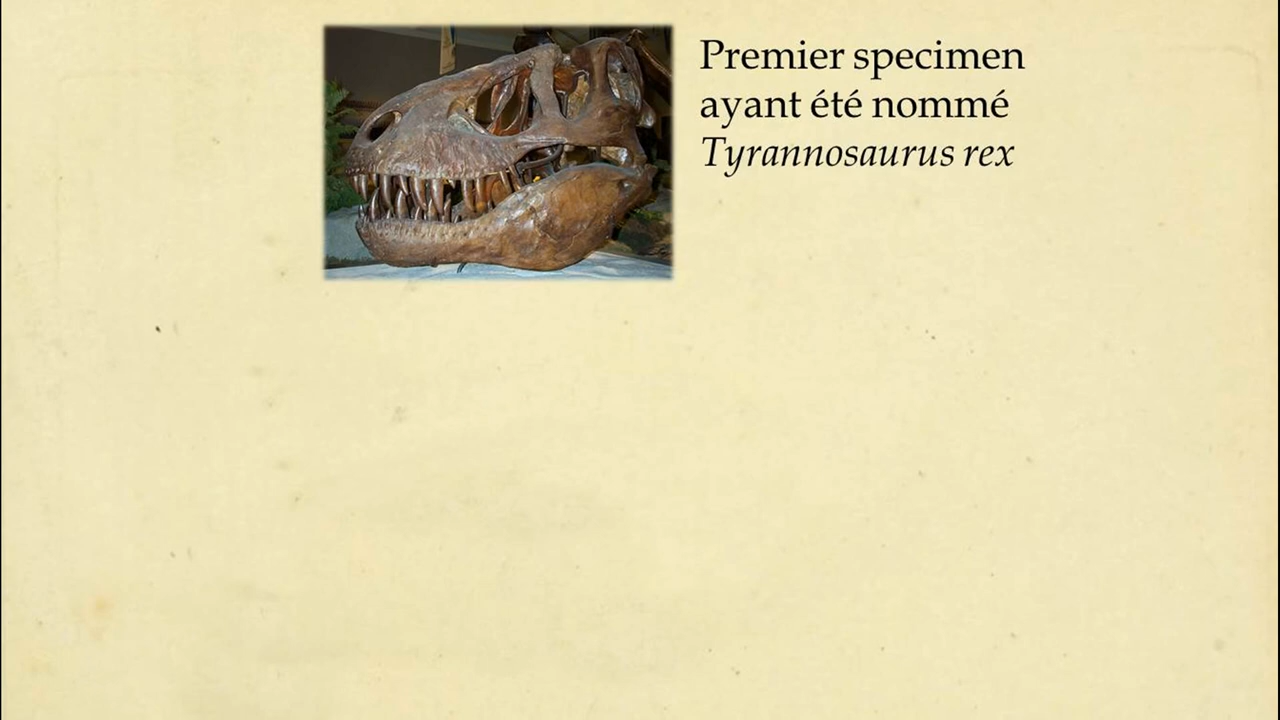 Premier specimen
ayant été nommé
Tyrannosaurus rex